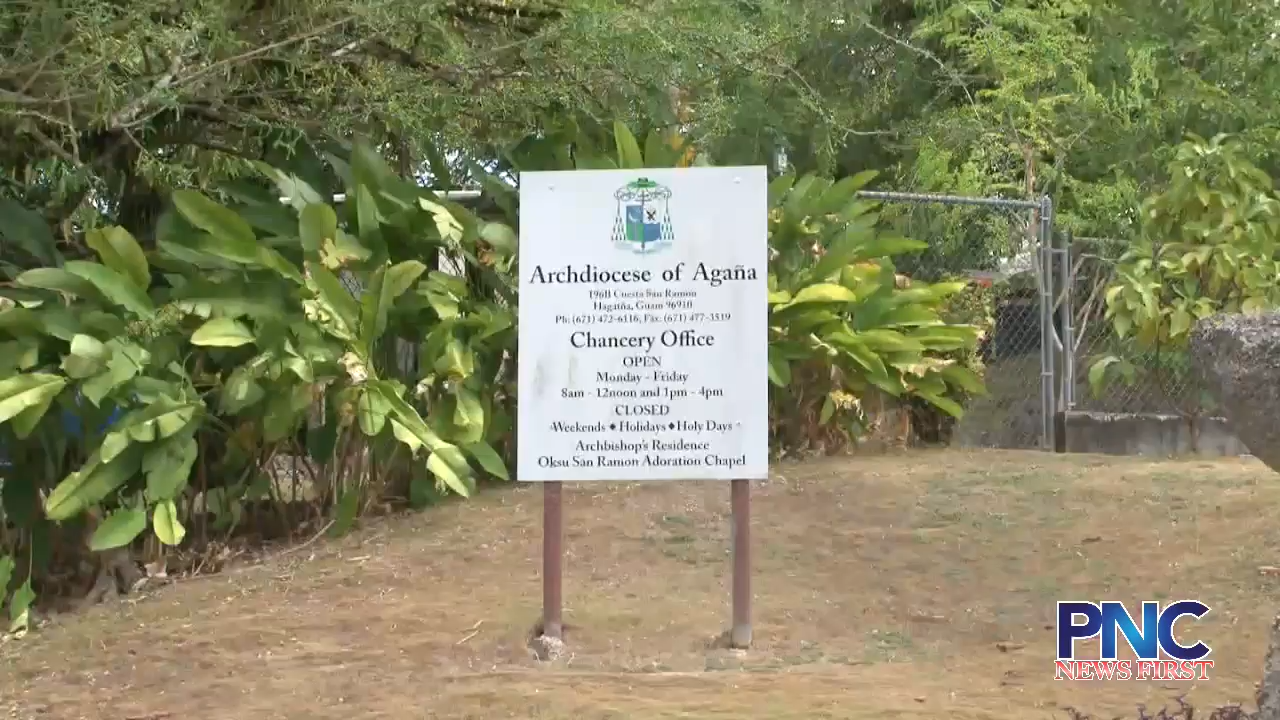 Archdiocese of Agaña
196B Cuesta San Ramon
Hagatña, Guam 96910
Ph: (671) 472-6116, Fax: (671) 477-3519
Chancery Office
OPEN
Monday - Friday
8am - 12noon and 1pm - 4pm
CLOSED
Weekends ◆ Holidays ◆ Holy Days
Archbishop's Residence
Oksu San Ramon Adoration Chapel
PNC
NEWS FIRST